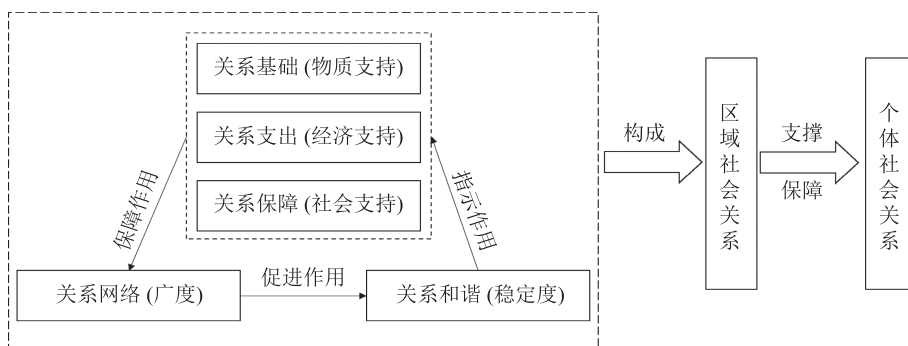 关系基础 (物质支持)
关系支出 (经济支持)
关系保障 (社会支持)
保障作用
指示作用
关系网络 (广度)
促进作用
关系和谐 (稳定度)
构成
区域社会关系
支撑
保障
个体社会关系